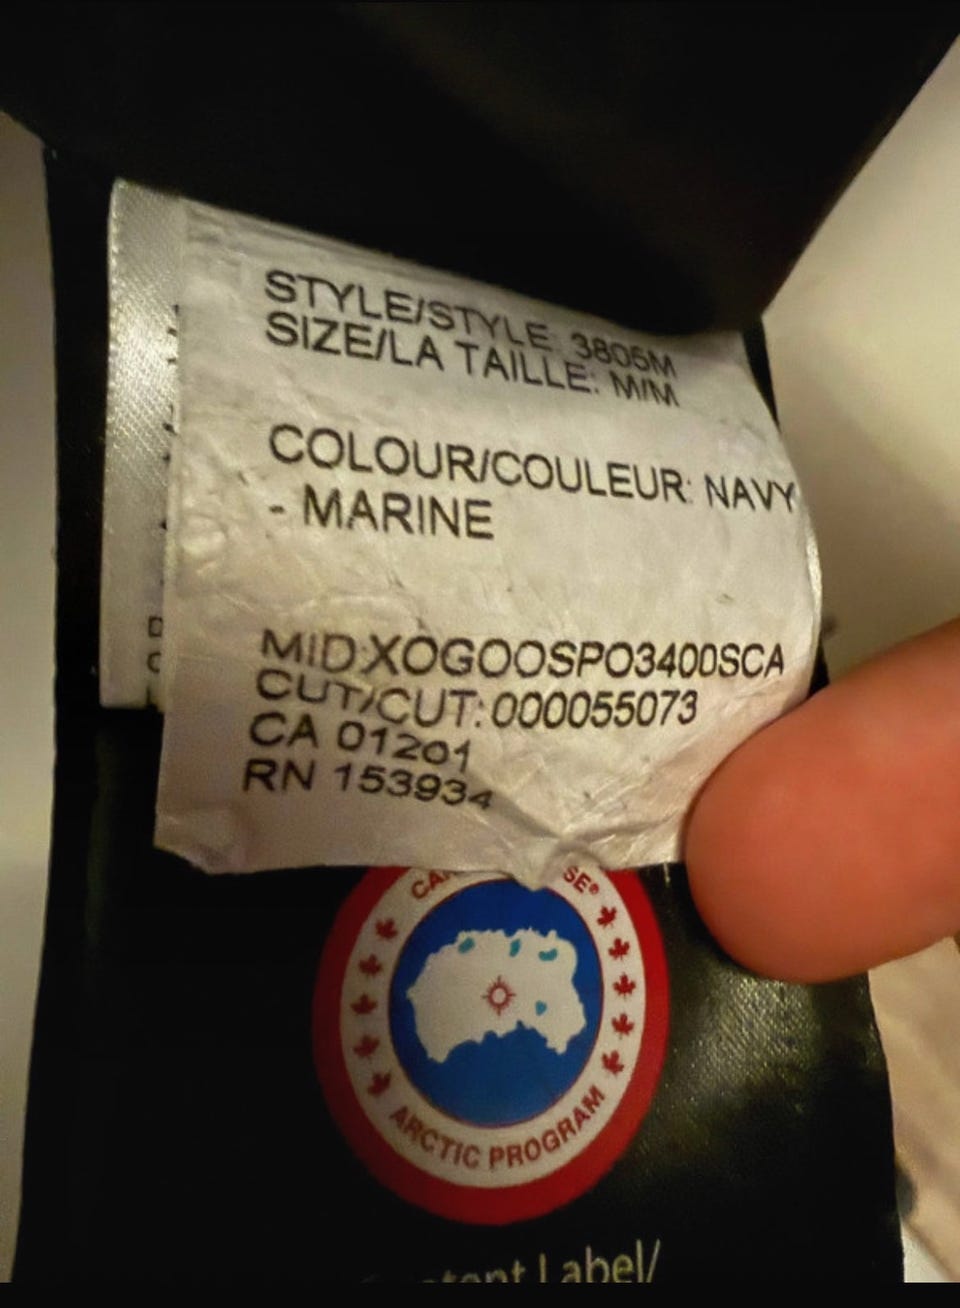 STYLE/STYLE: 3805M
SIZE/LA TAILLE: M/M
COLOUR/COULEUR: NAVY
- MARINE
MID:XOGOOSPO3400SCA
CUT/CUT:000055073
CA 01201
RN 153934
ARCTIC PROGRAM
Label/